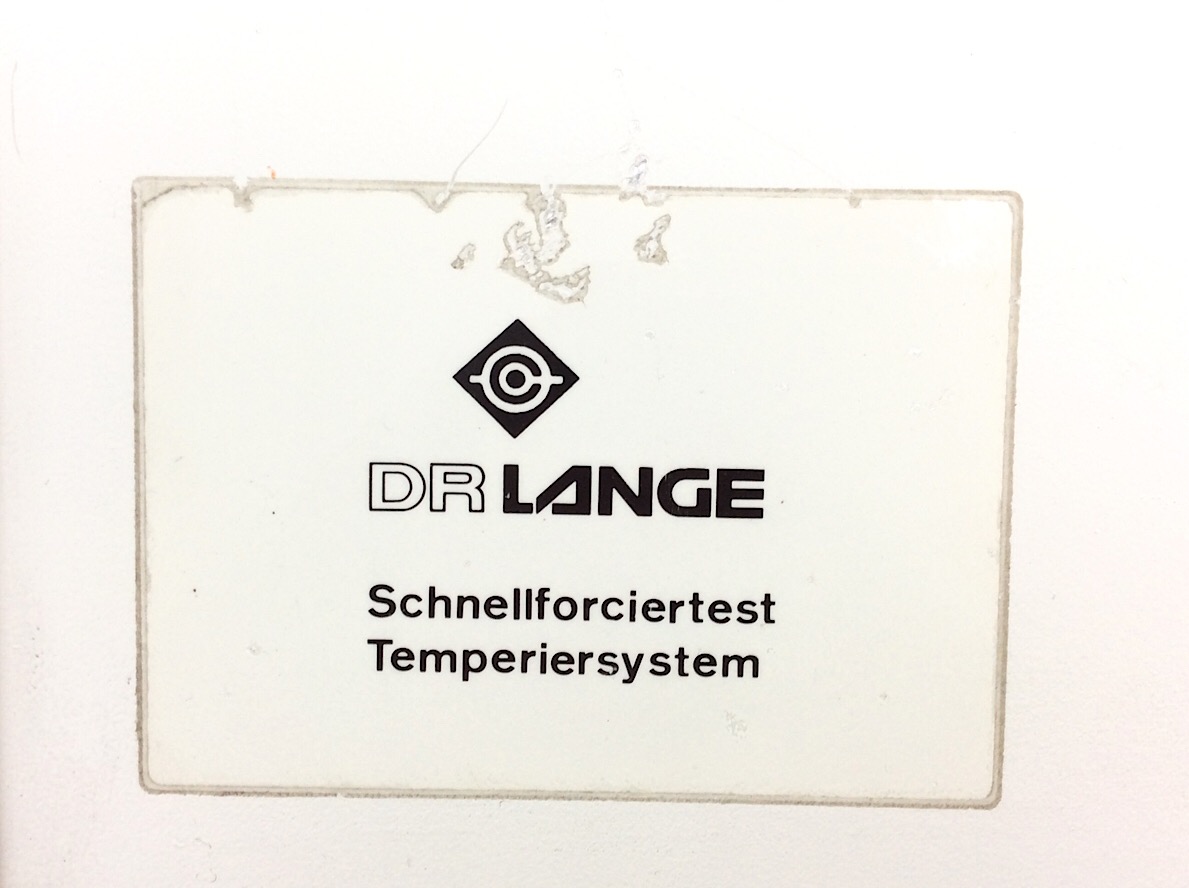 DR LANGE
Schnellforciertest
Temperiersystem